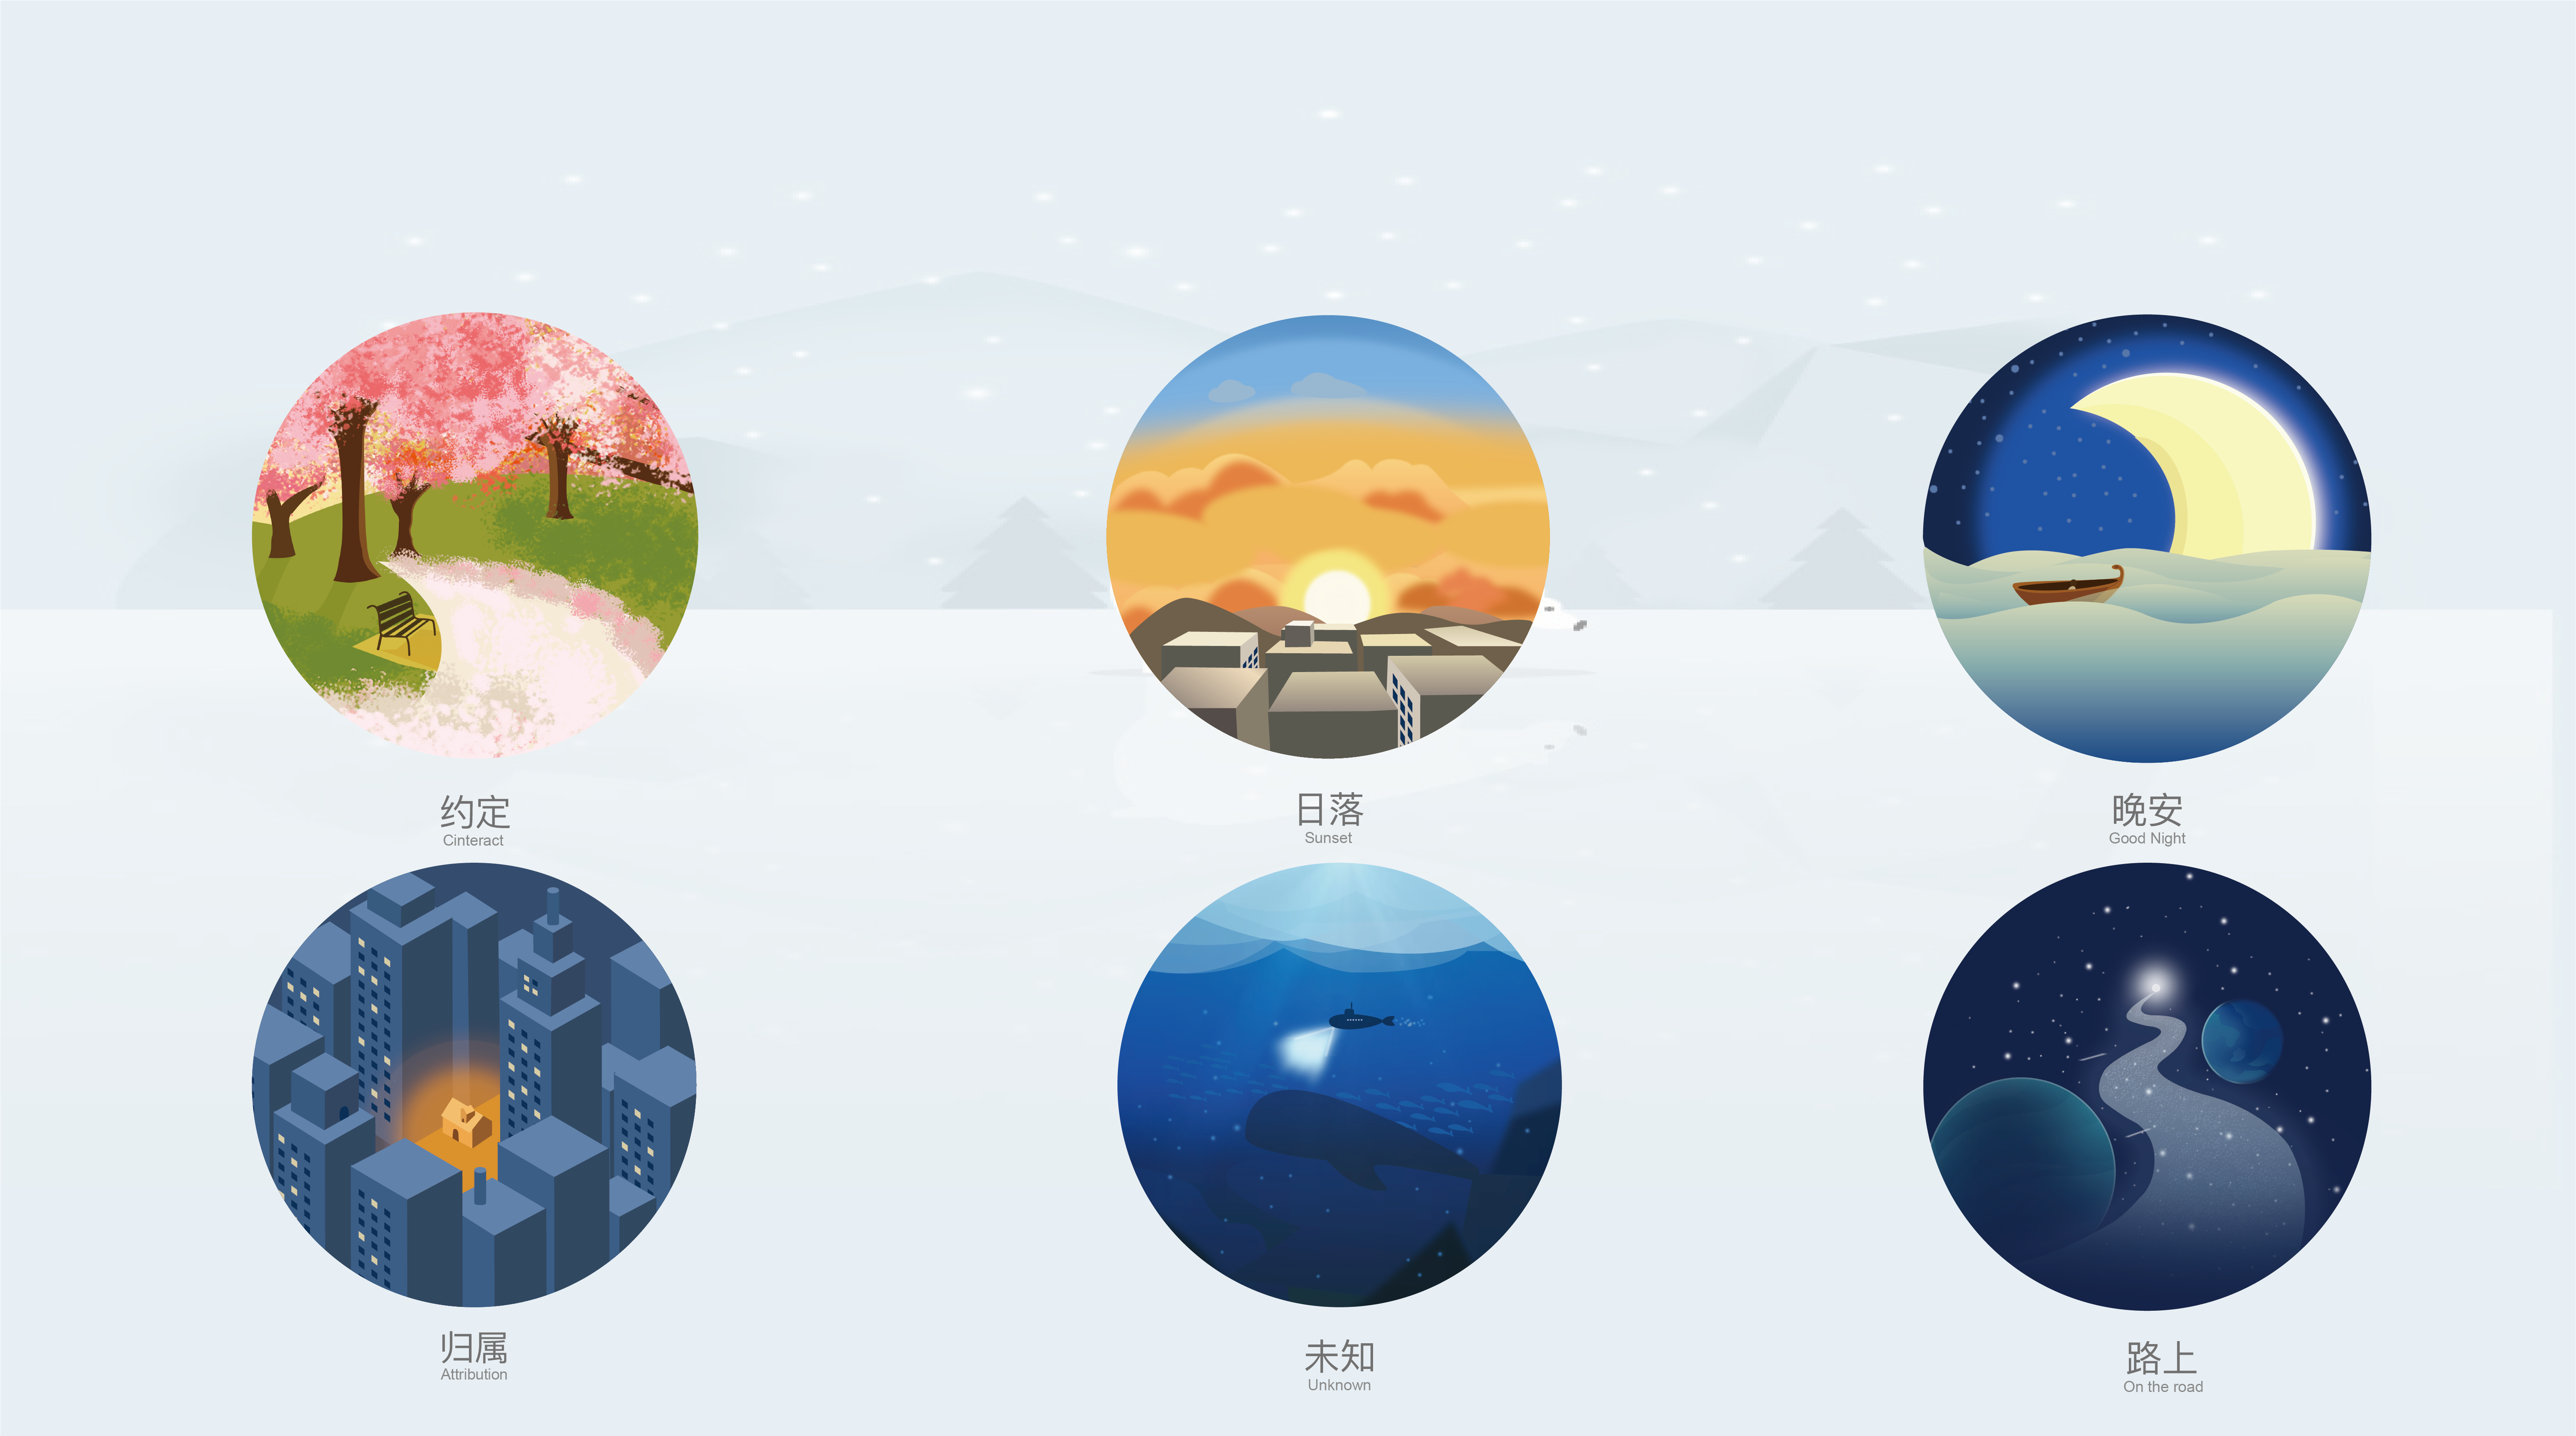 约定
Cinteract
日落
Sunset
晚安
Good Night
归属
Attribution
未知
Unknown
路上
On the road